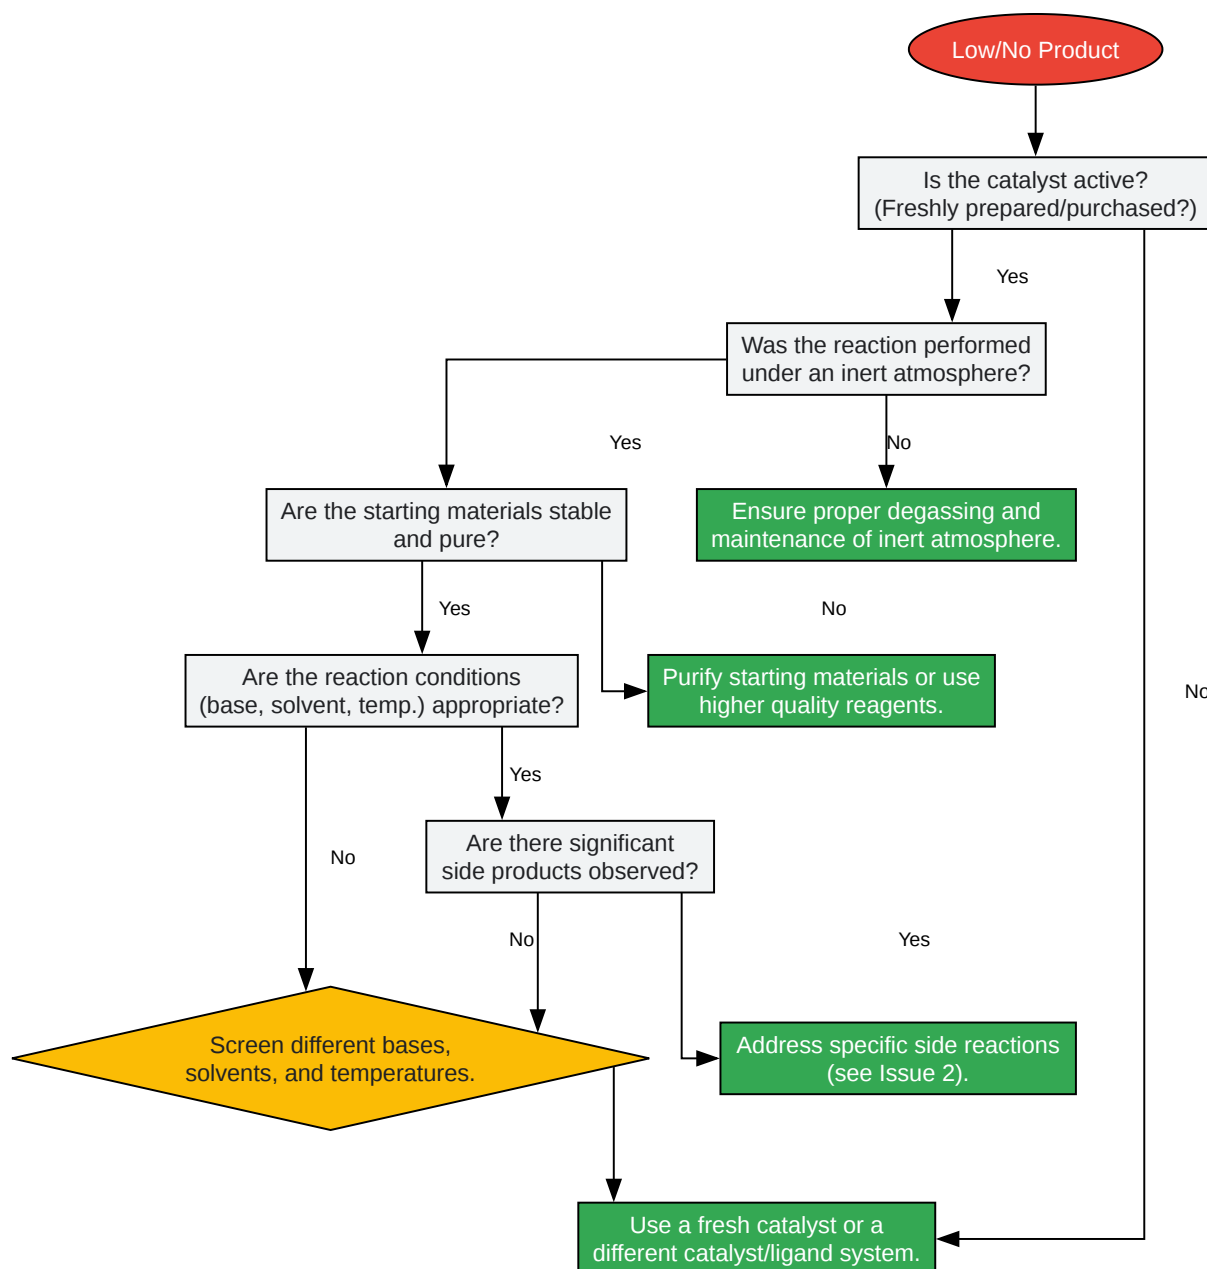 Low/No Product
Is the catalyst active?
(Freshly prepared/purchased?)
Yes
Was the reaction performed
under an inert atmosphere?
Yes
No
Are the starting materials stable
and pure?
Ensure proper degassing and
maintenance of inert atmosphere.
Yes
No
Are the reaction conditions
(base, solvent, temp.) appropriate?
Purify starting materials or use
higher quality reagents.
No
Yes
Are there significant
side products observed?
No
No
Yes
Screen different bases,
solvents, and temperatures.
Address specific side reactions
(see Issue 2).
Use a fresh catalyst or a
different catalyst/ligand system.